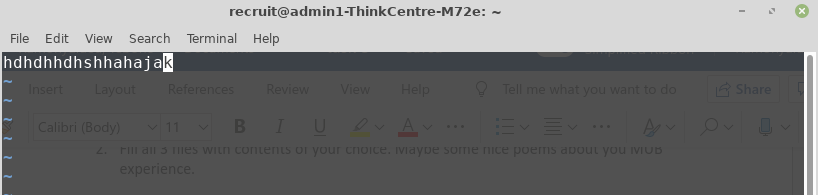 recruit@admin1-ThinkCentre-M72e: ~
File Edit View Search Terminal Help
hdhdhhdhshhahajak
~
Insert References Review View Help Tell me what you want to do Share
~
~
Calibri (Body) 11 B I U A
~
~
2. Fill all 3 files with contents of your choice. Maybe some nice poems about you MUB
experience.
~